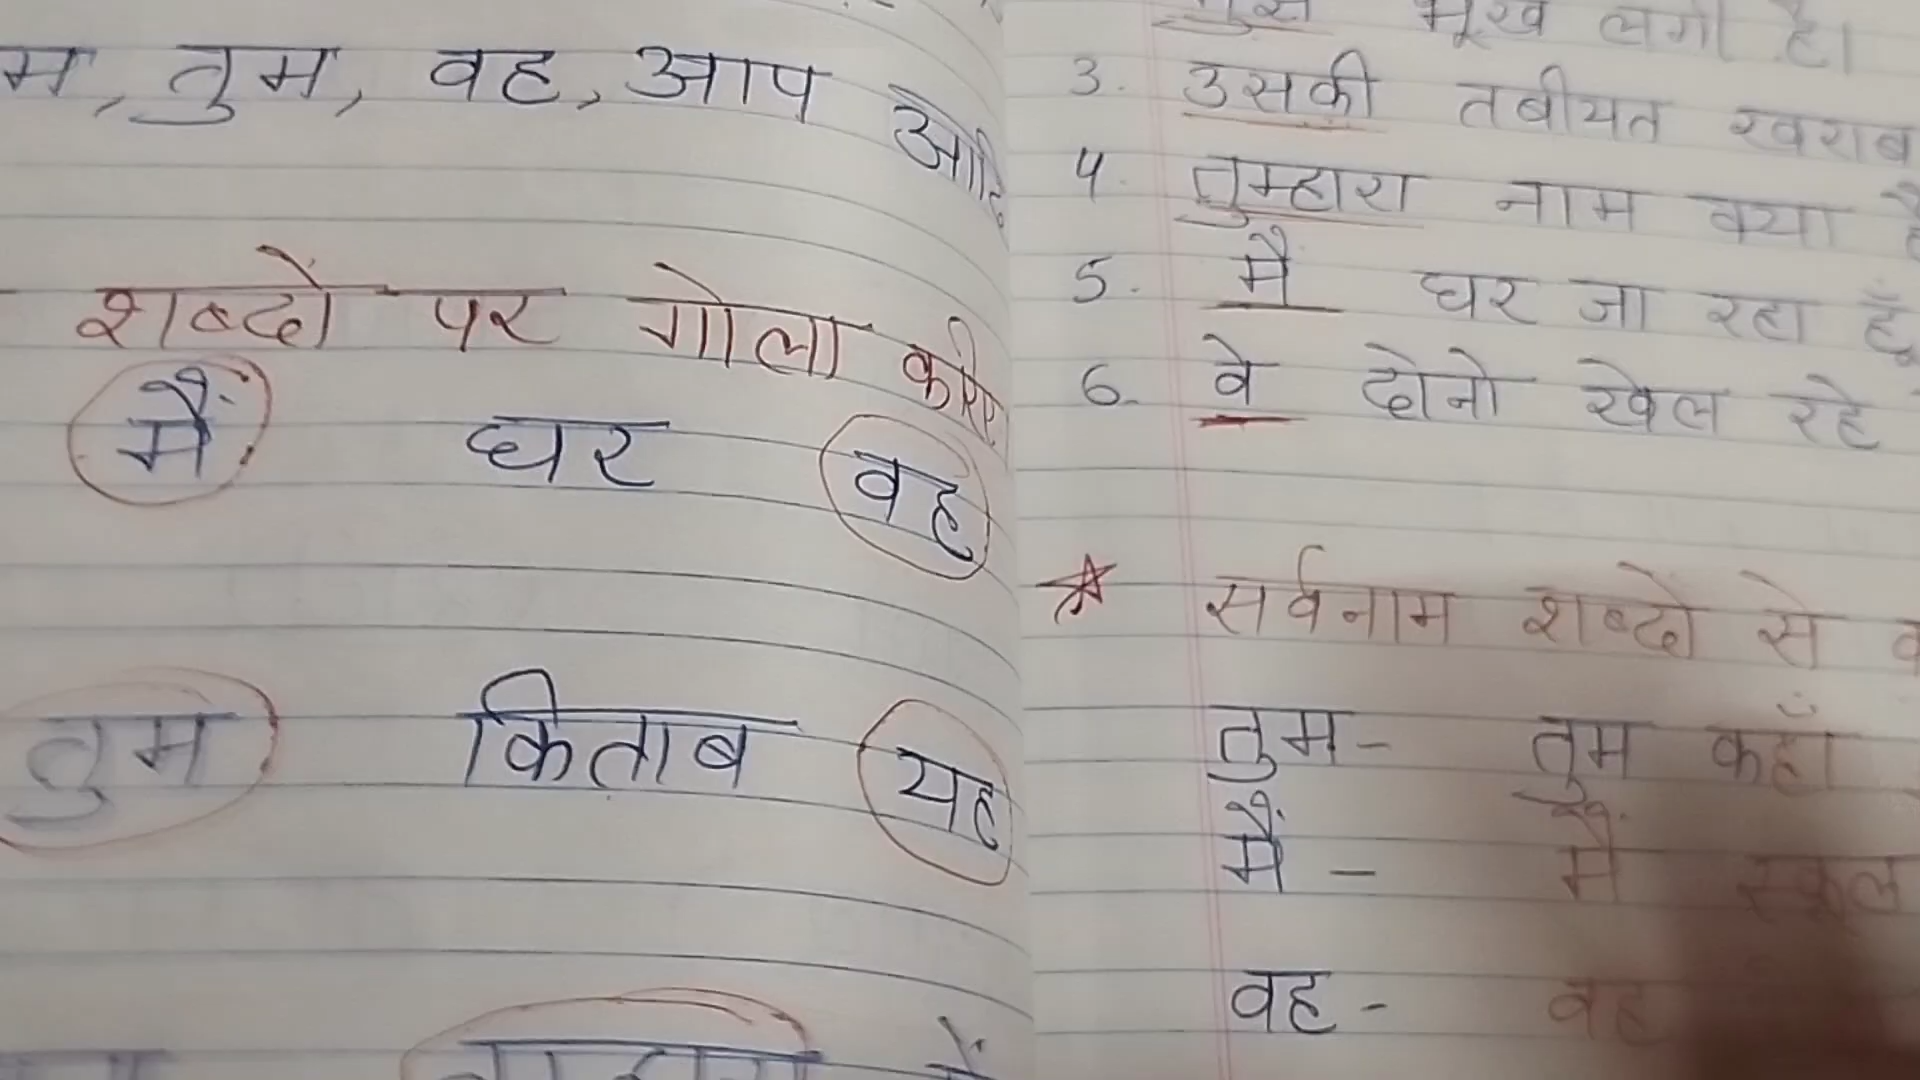 तुम, वह, आप आदि
शब्दों पर गोला करिए
मैं घर वह
तुम किताब यह
भूख लगी है।
3. उसकी तबीयत खराब
4. तुम्हारा नाम क्या
5. मैं घर जा रहा हूँ
6. वे दोनो खेल रहे
सर्वनाम शब्दों से
तुम - तुम कहाँ
मैं - मैं स्कूल
वह - वह